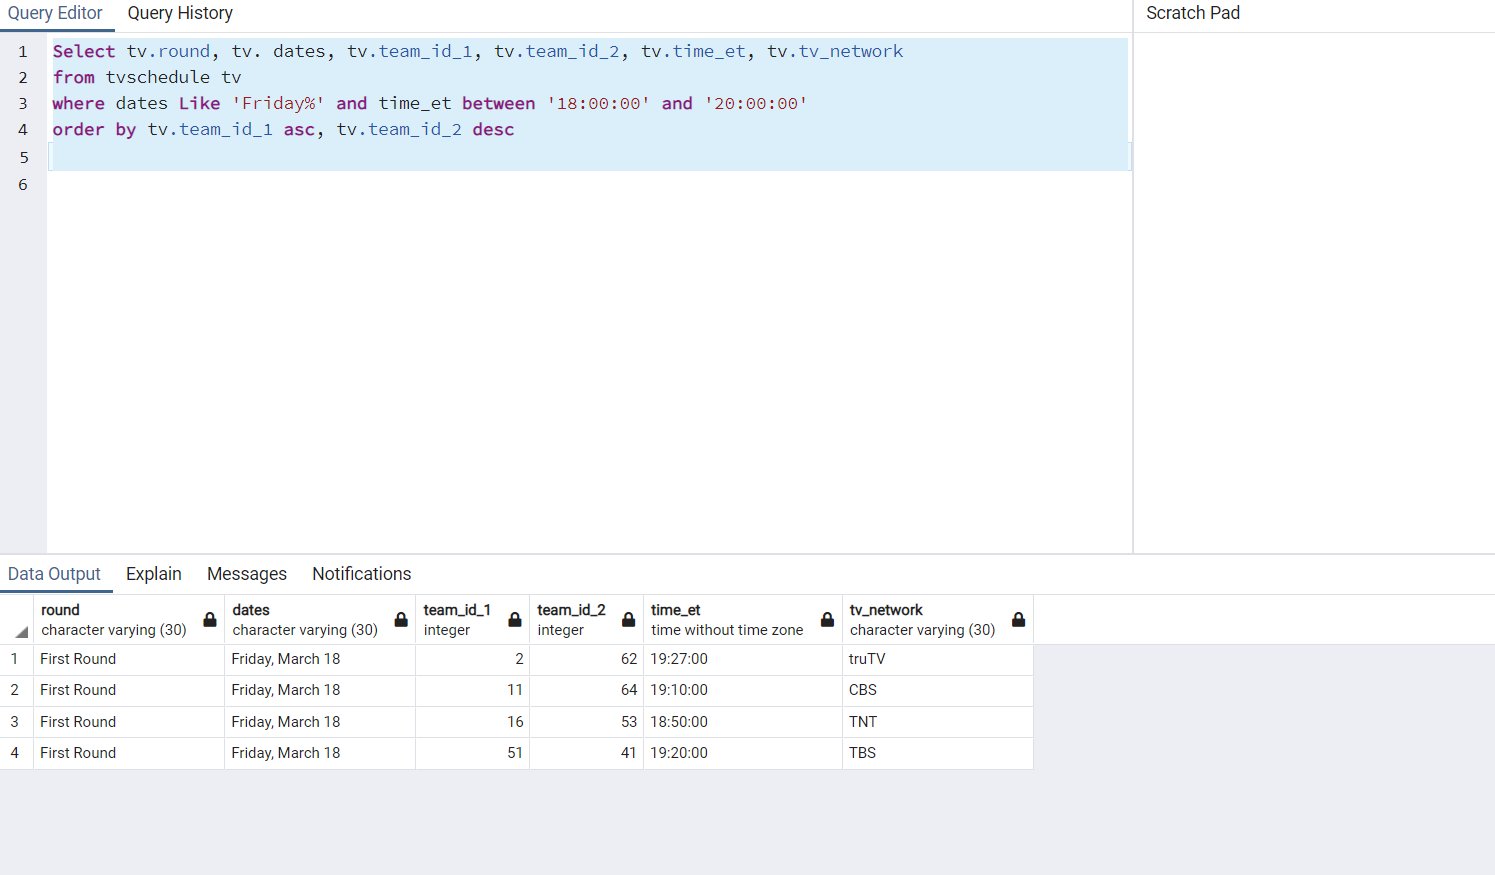 Query Editor Query History Scratch Pad
1 Select tv.round, tv. dates, tv.team_id_1, tv.team_id_2, tv.time_et, tv.tv_network
2 from tvschedule tv
3 where dates Like 'Friday%' and time_et between '18:00:00' and '20:00:00'
4 order by tv.team_id_1 asc, tv.team_id_2 desc
5
6
Data Output Explain Messages Notifications
round dates team_id_1 team_id_2 time_et tv_network
character varying (30) character varying (30) integer integer time without time zone character varying (30)
1 First Round Friday, March 18 2 62 19:27:00 truTV
2 First Round Friday, March 18 11 64 19:10:00 CBS
3 First Round Friday, March 18 16 53 18:50:00 TNT
4 First Round Friday, March 18 51 41 19:20:00 TBS